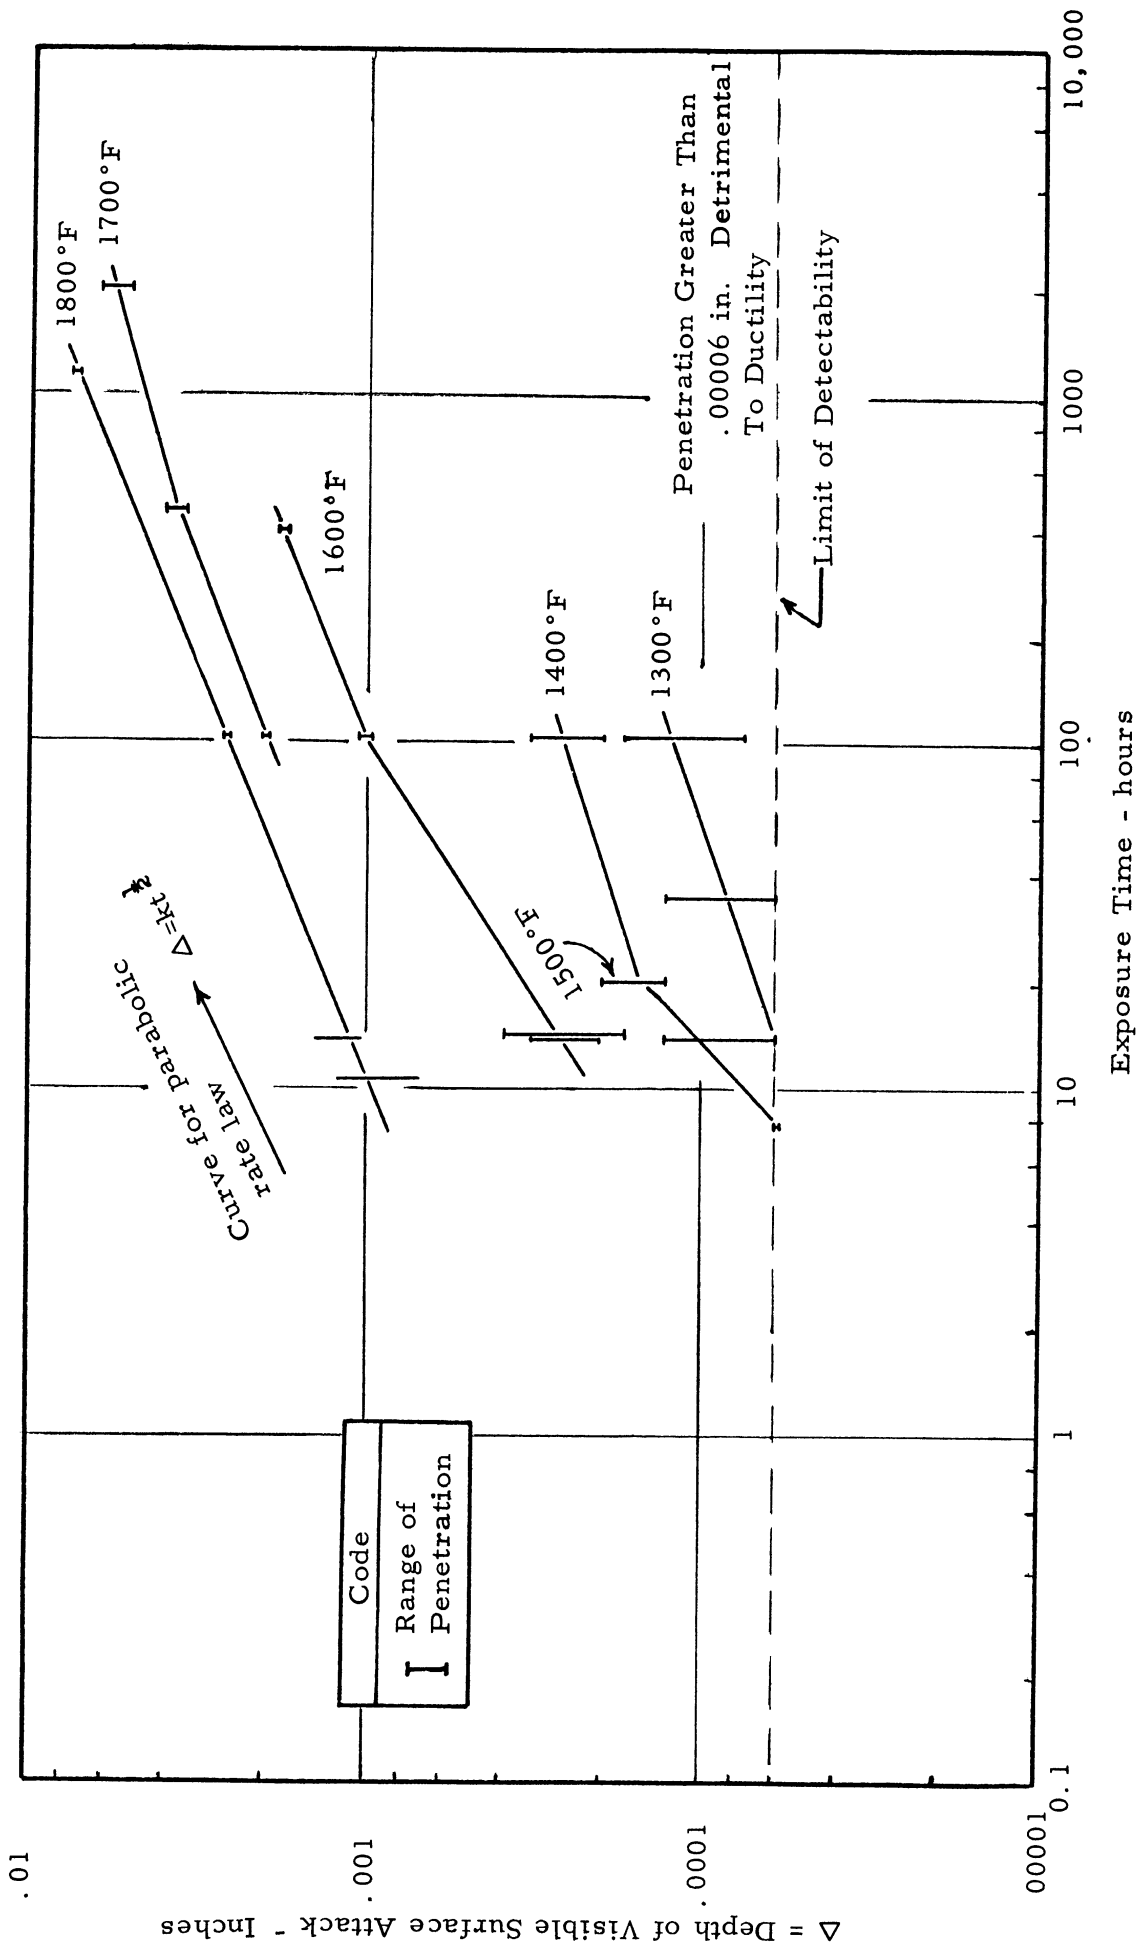 Δ = Depth of Visible Surface Attack - Inches
.01
.001
.0001
00001
0.1
1
10
100
1000
10,000
Exposure Time - hours
Code
Range of
Penetration
Curve for parabolic
rate law
Δ=kt
1800°F
1700°F
1600°F
1500°F
1400°F
1300°F
Penetration Greater Than
.00006 in. Detrimental
To Ductility
Limit of Detectability